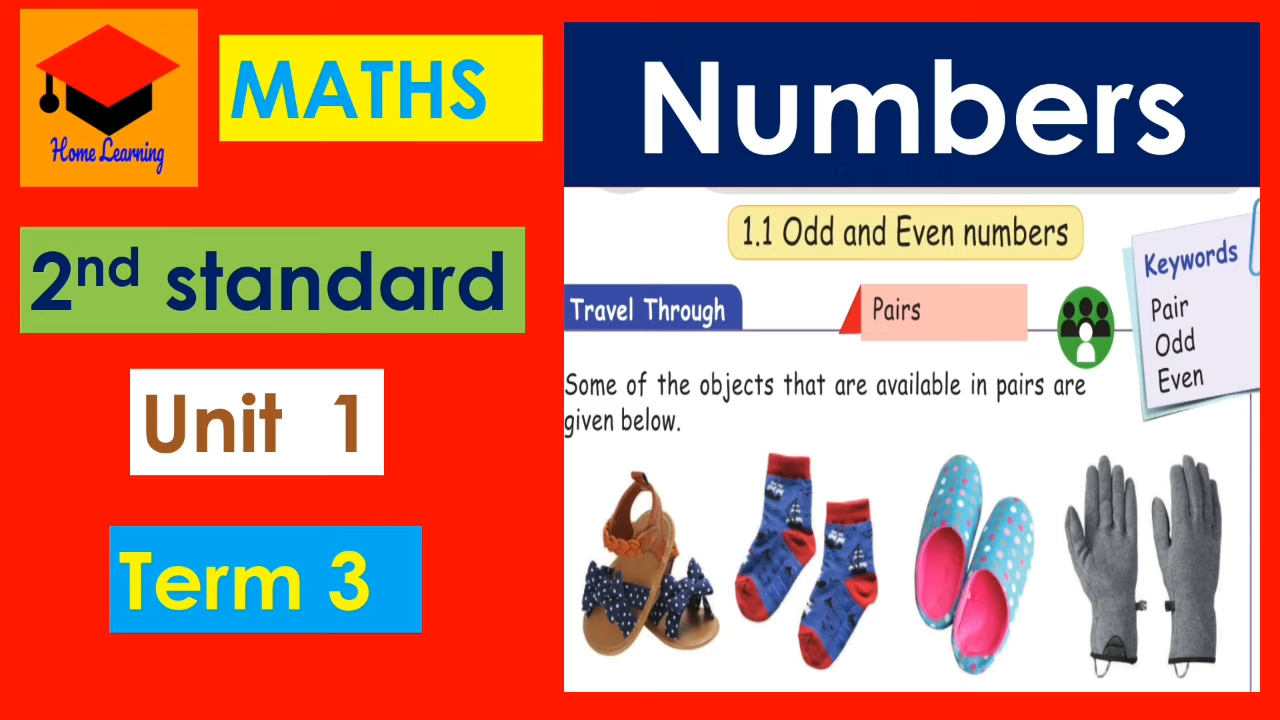 Home Learning
MATHS
2nd standard
Unit 1
Term 3
Numbers
1.1 Odd and Even numbers
Travel Through
Pairs
Keywords
Pair
Odd
Even
Some of the objects that are available in pairs are
given below.